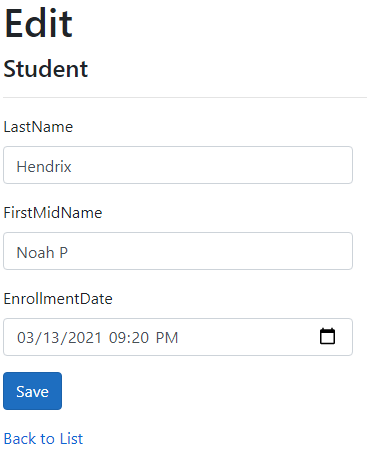 Edit
Student
LastName
Hendrix
FirstMidName
Noah P
EnrollmentDate
03/13/2021 09:20 PM
Save
Back to List